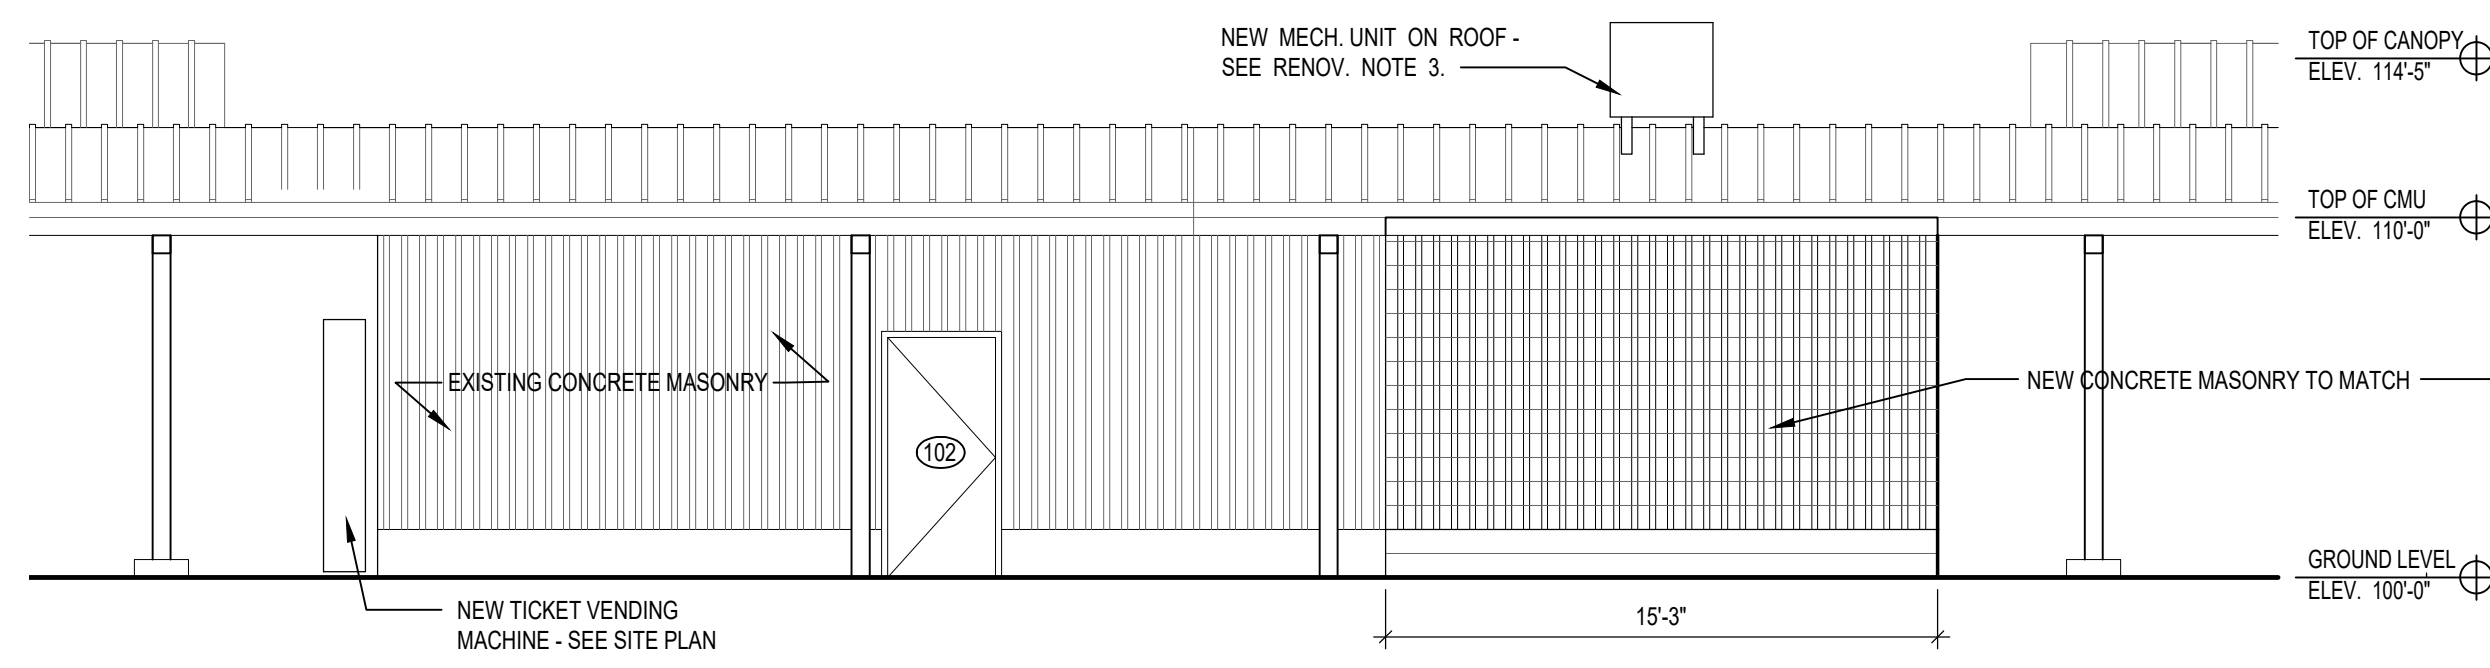 NEW MECH. UNIT ON ROOF -
SEE RENOV. NOTE 3.
TOP OF CANOPY
ELEV. 114'-5"
TOP OF CMU
ELEV. 110'-0"
EXISTING CONCRETE MASONRY
NEW CONCRETE MASONRY TO MATCH
102
GROUND LEVEL
ELEV. 100'-0"
NEW TICKET VENDING
MACHINE - SEE SITE PLAN
15'-3"